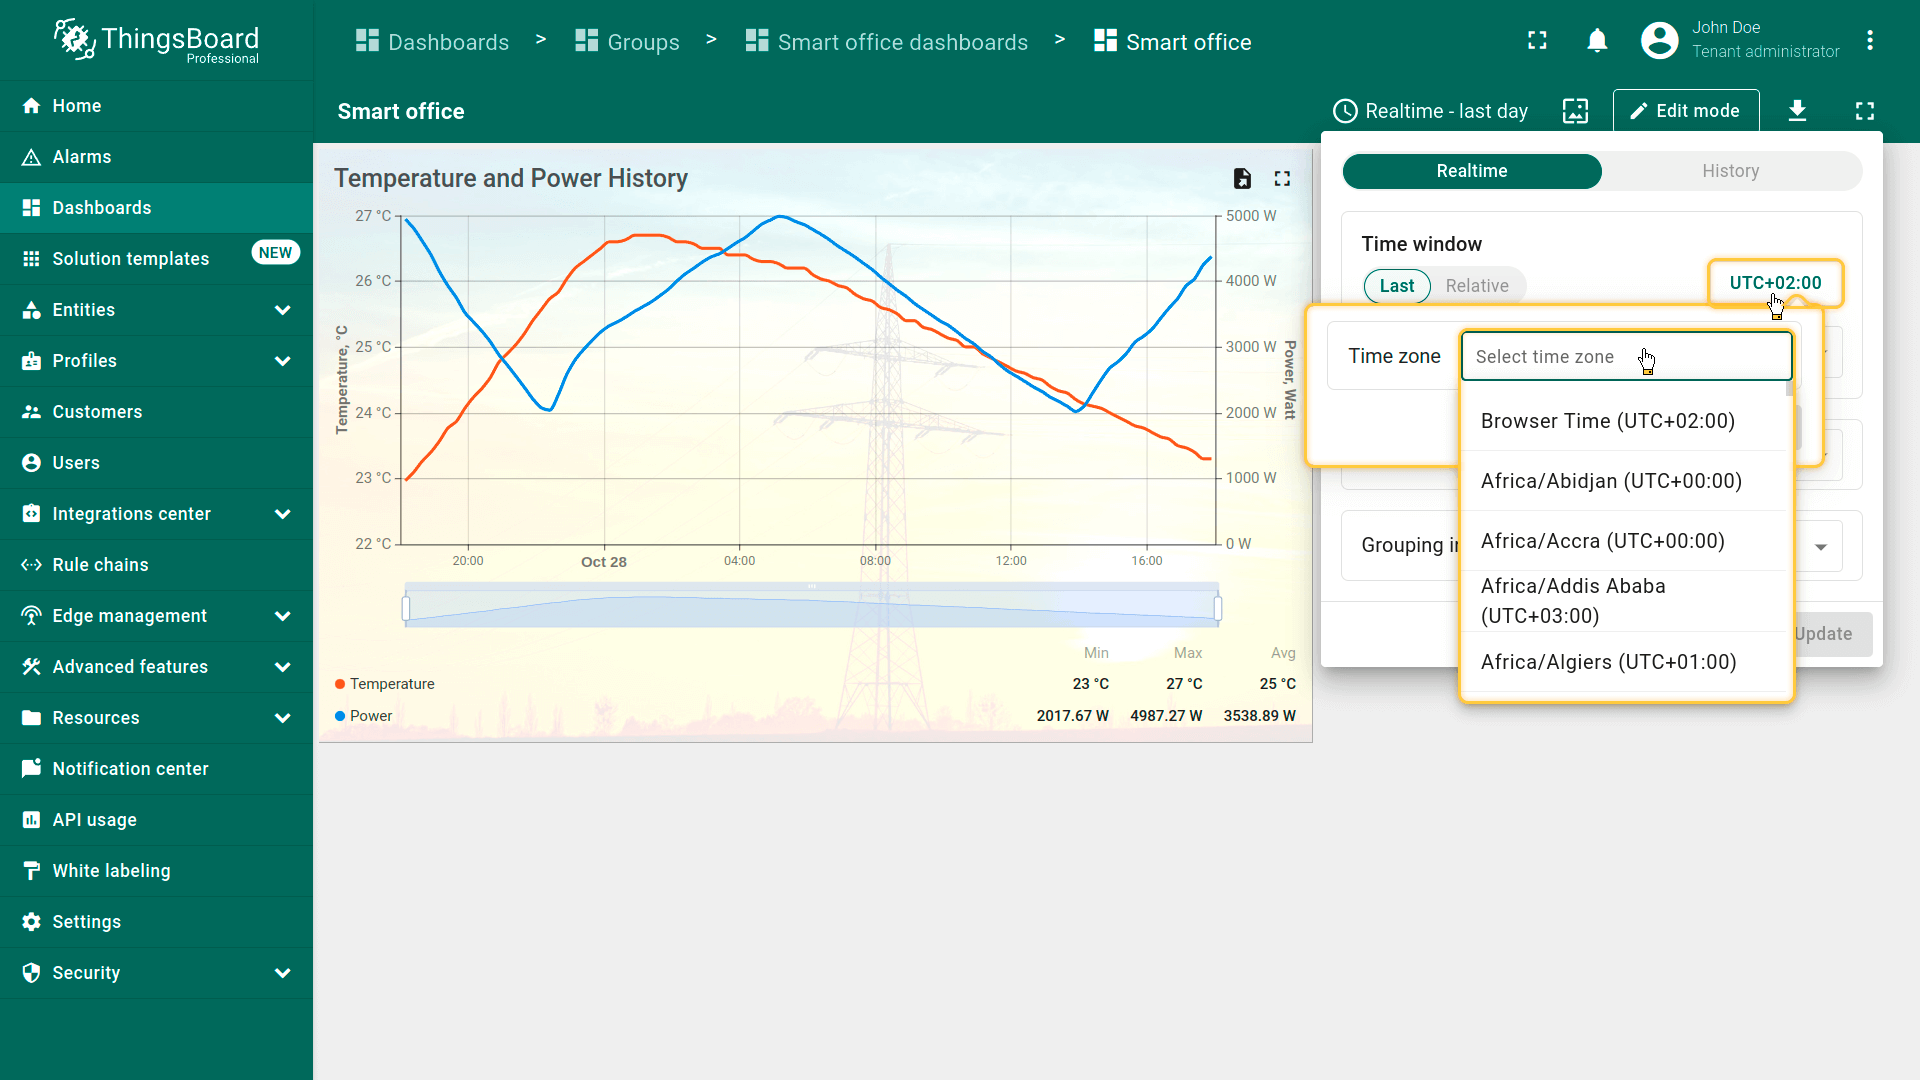 ThingsBoard
Professional
Home
Alarms
Dashboards
Solution templates
NEW
Entities
Profiles
Customers
Users
Integrations center
Rule chains
Edge management
Advanced features
Resources
Notification center
API usage
White labeling
Settings
Security
Dashboards > Groups > Smart office dashboards > Smart office
John Doe
Tenant administrator
Smart office
Realtime - last day
Edit mode
Temperature and Power History
27 °C
26 °C
25 °C
24 °C
23 °C
22 °C
Temperature, °C
5000 W
4000 W
3000 W
2000 W
1000 W
0 W
Power, Watt
20:00
Oct 28
04:00
08:00
12:00
16:00
Min Max Avg
Temperature 23 °C 27 °C 25 °C
Power 2017.67 W 4987.27 W 3538.89 W
Realtime
History
Time window
Last
Relative
UTC+02:00
Time zone
Select time zone
Browser Time (UTC+02:00)
Africa/Abidjan (UTC+00:00)
Africa/Accra (UTC+00:00)
Africa/Addis Ababa
(UTC+03:00)
Africa/Algiers (UTC+01:00)
Grouping
Update